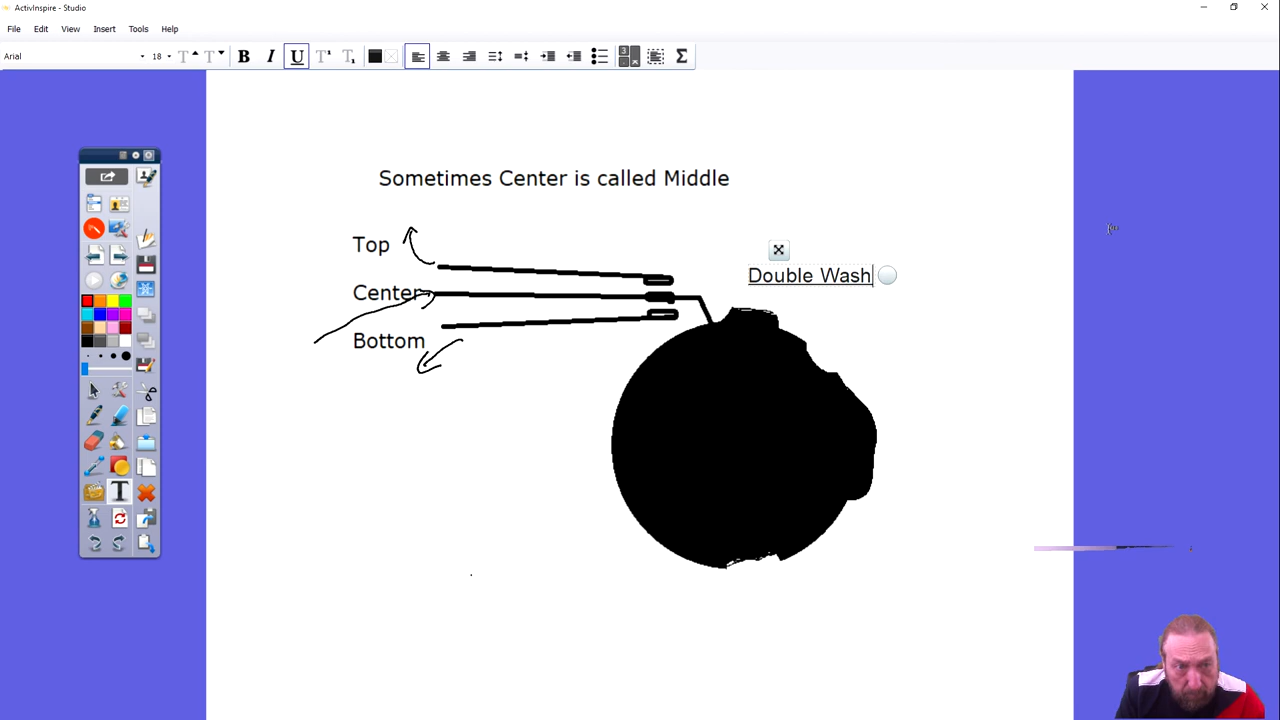 ActivInspire - Studio
File Edit View Insert Tools Help
Arial 18 B I U
Sometimes Center is called Middle
Top
Double Wash
Center
Bottom